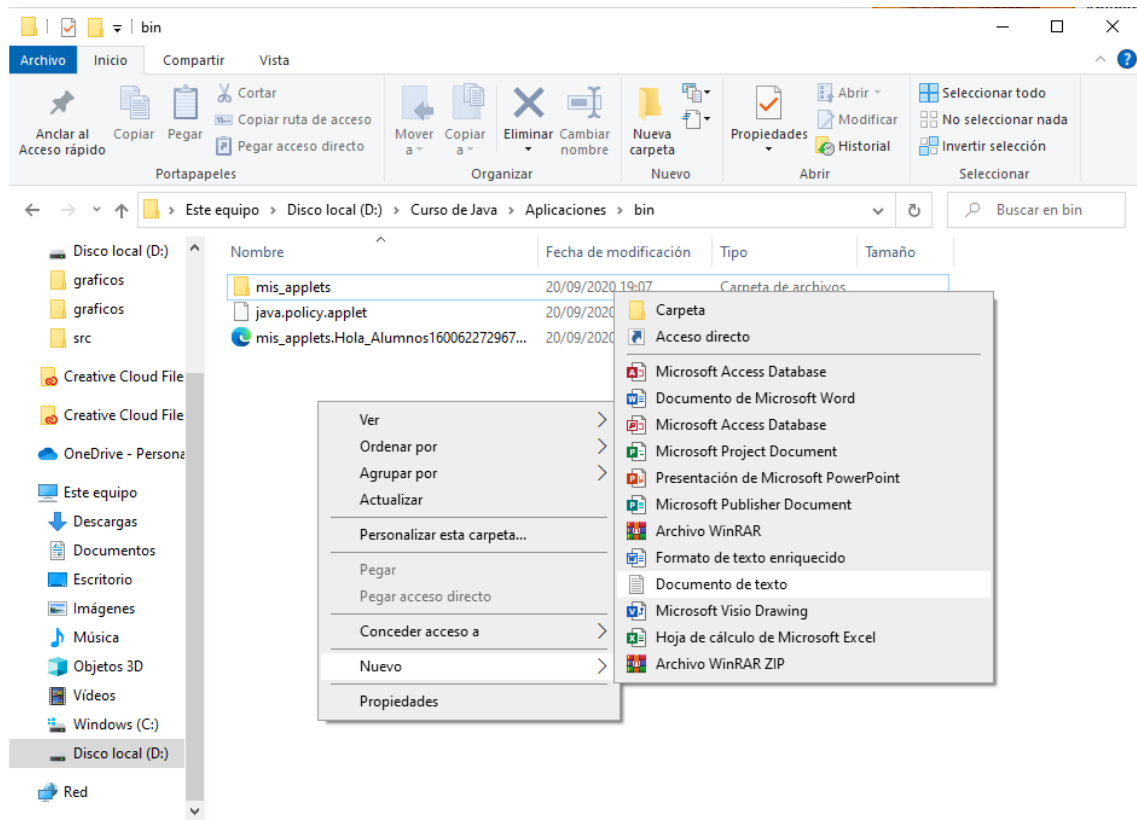 bin
Archivo Inicio Compartir Vista
Anclar al Acceso rápido
Copiar
Pegar
Cortar
Copiar ruta de acceso
Pegar acceso directo
Portapapeles
Mover a
Copiar a
Eliminar
Cambiar nombre
Organizar
Nueva carpeta
Nuevo
Propiedades
Abrir
Modificar
Historial
Abrir
Seleccionar todo
No seleccionar nada
Invertir selección
Seleccionar
Este equipo > Disco local (D:) > Curso de Java > Aplicaciones > bin
Buscar en bin
Disco local (D:)
graficos
graficos
src
Creative Cloud File
Creative Cloud File
OneDrive - Persona
Este equipo
Descargas
Documentos
Escritorio
Imágenes
Música
Objetos 3D
Vídeos
Windows (C:)
Disco local (D:)
Red
Nombre Fecha de modificación Tipo Tamaño
mis_applets 20/09/2020 19:07 Carpeta de archivos
java.policy.applet 20/09/2020
mis_applets.Hola_Alumnos160062272967... 20/09/2020
Ver
Ordenar por
Agrupar por
Actualizar
Personalizar esta carpeta...
Pegar
Pegar acceso directo
Conceder acceso a
Nuevo
Propiedades
Carpeta
Acceso directo
Microsoft Access Database
Documento de Microsoft Word
Microsoft Access Database
Microsoft Project Document
Presentación de Microsoft PowerPoint
Microsoft Publisher Document
Archivo WinRAR
Formato de texto enriquecido
Documento de texto
Microsoft Visio Drawing
Hoja de cálculo de Microsoft Excel
Archivo WinRAR ZIP